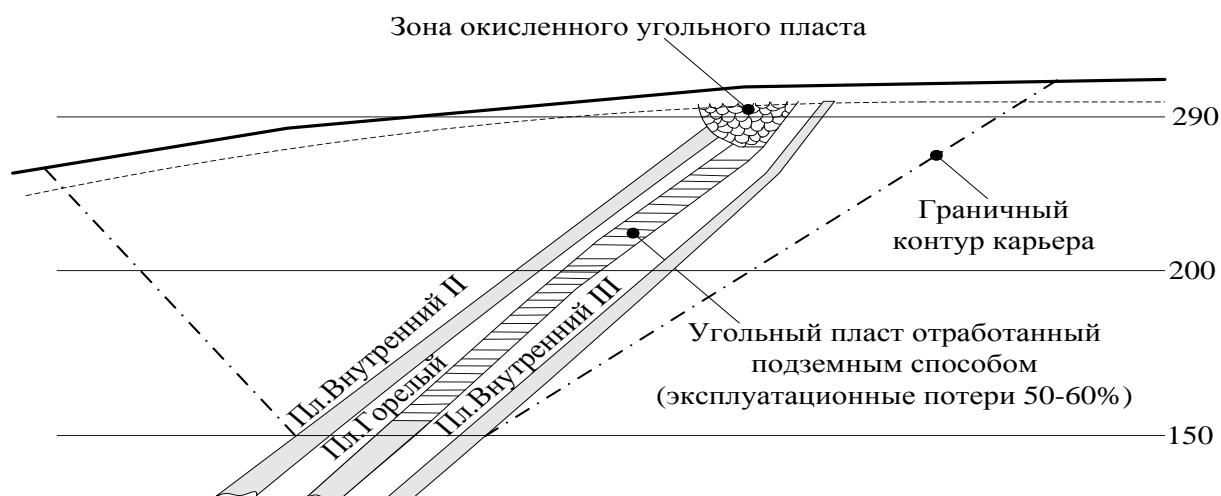 Зона окисленного угольного пласта
290
Граничный
контур карьера
200
Пл.Внутренний II
Пл.Горелый
Пл.Внутренний III
Угольный пласт отработанный
подземным способом
(эксплуатационные потери 50-60%)
150